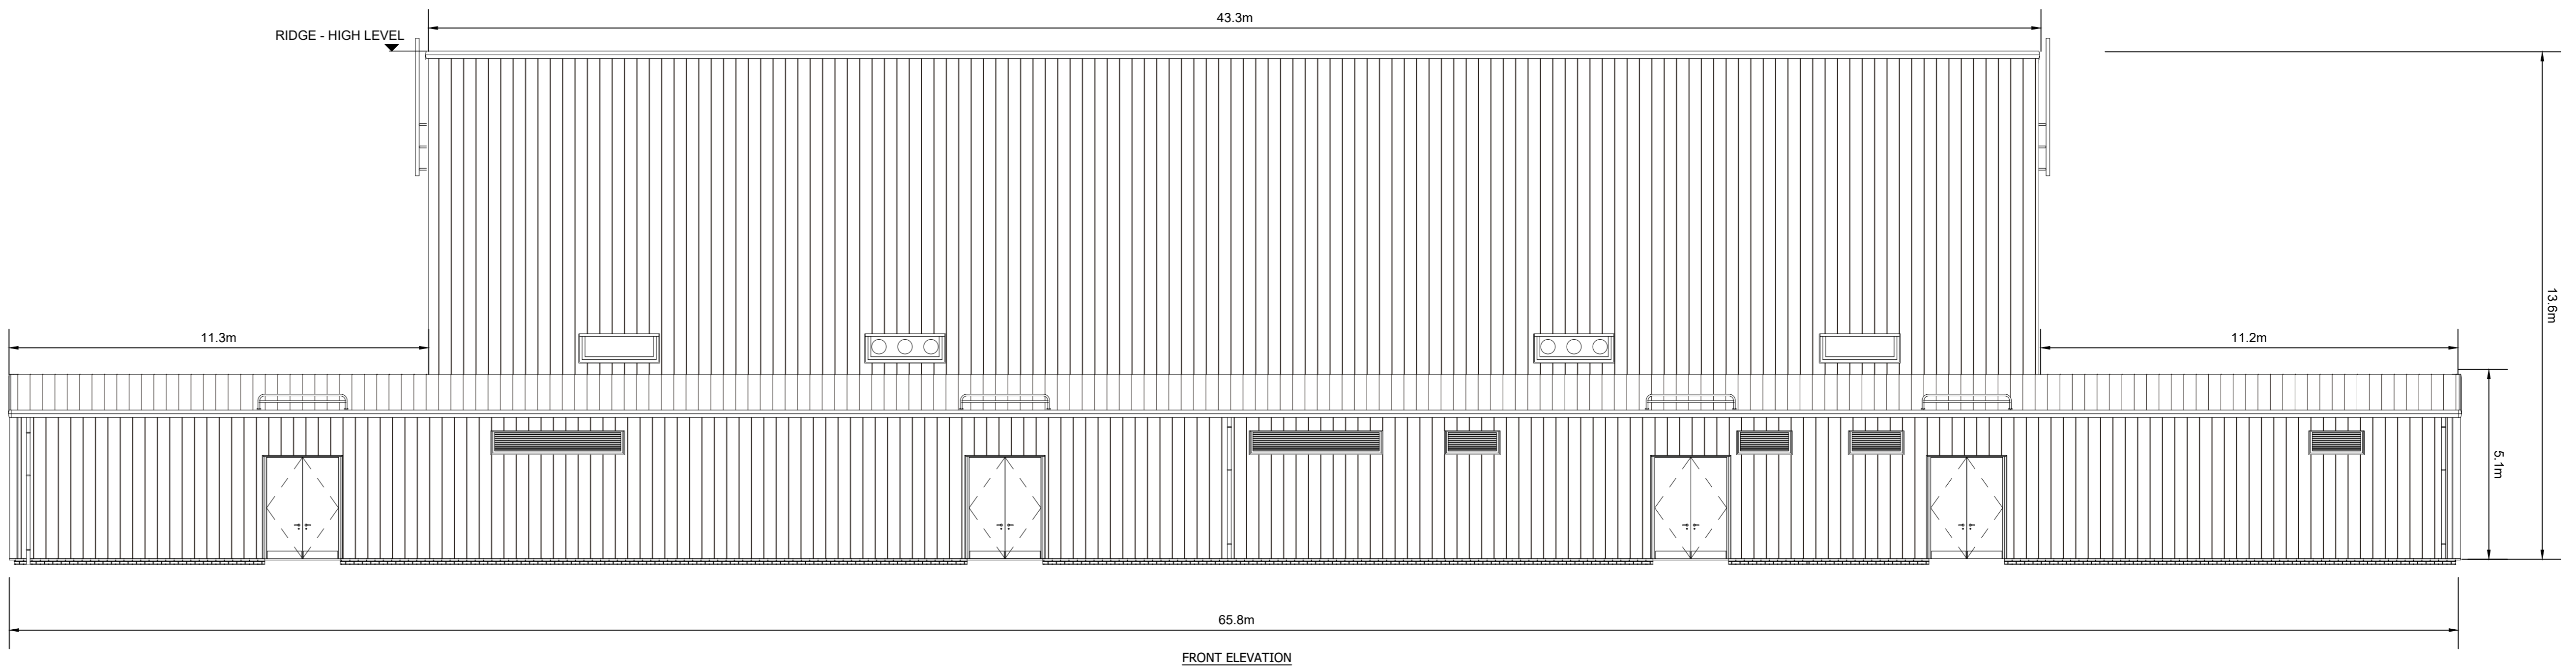 43.3m
RIDGE - HIGH LEVEL
13.6m
11.3m
11.2m
5.1m
65.8m
FRONT ELEVATION